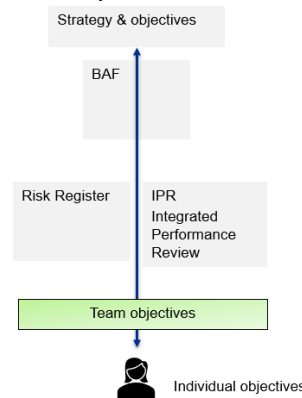 Strategy & objectives
BAF
Risk Register
IPR
Integrated
Performance
Review
Team objectives
Individual objectives